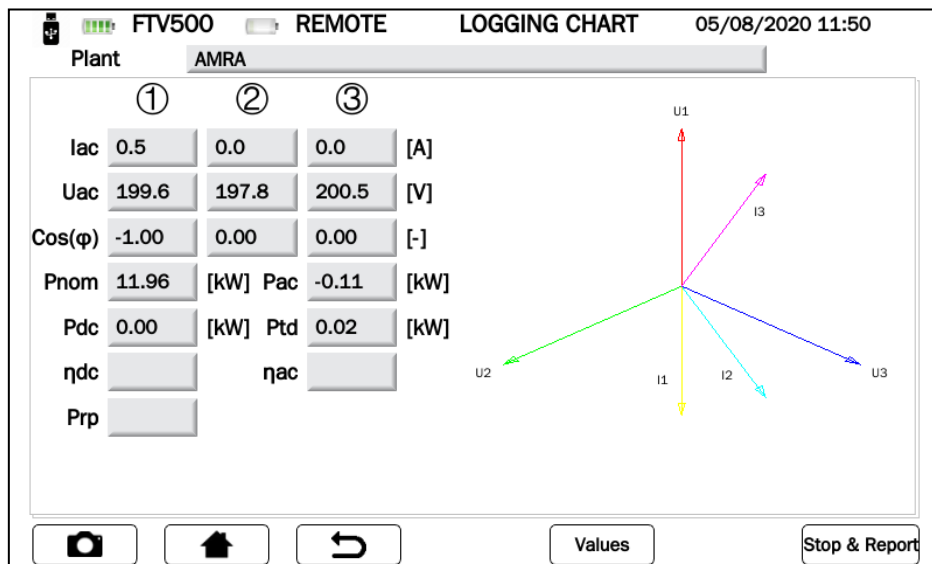 FTV500 REMOTE LOGGING CHART 05/08/2020 11:50
Plant AMRA
① ② ③
Iac 0.5 0.0 0.0 [A]
Uac 199.6 197.8 200.5 [V]
Cos(φ) -1.00 0.00 0.00 [-]
Pnom 11.96 [kW] Pac -0.11 [kW]
Pdc 0.00 [kW] Ptd 0.02 [kW]
ηdc ηac
Prp
U1
I3
U2
I1
I2
U3
Values
Stop & Report